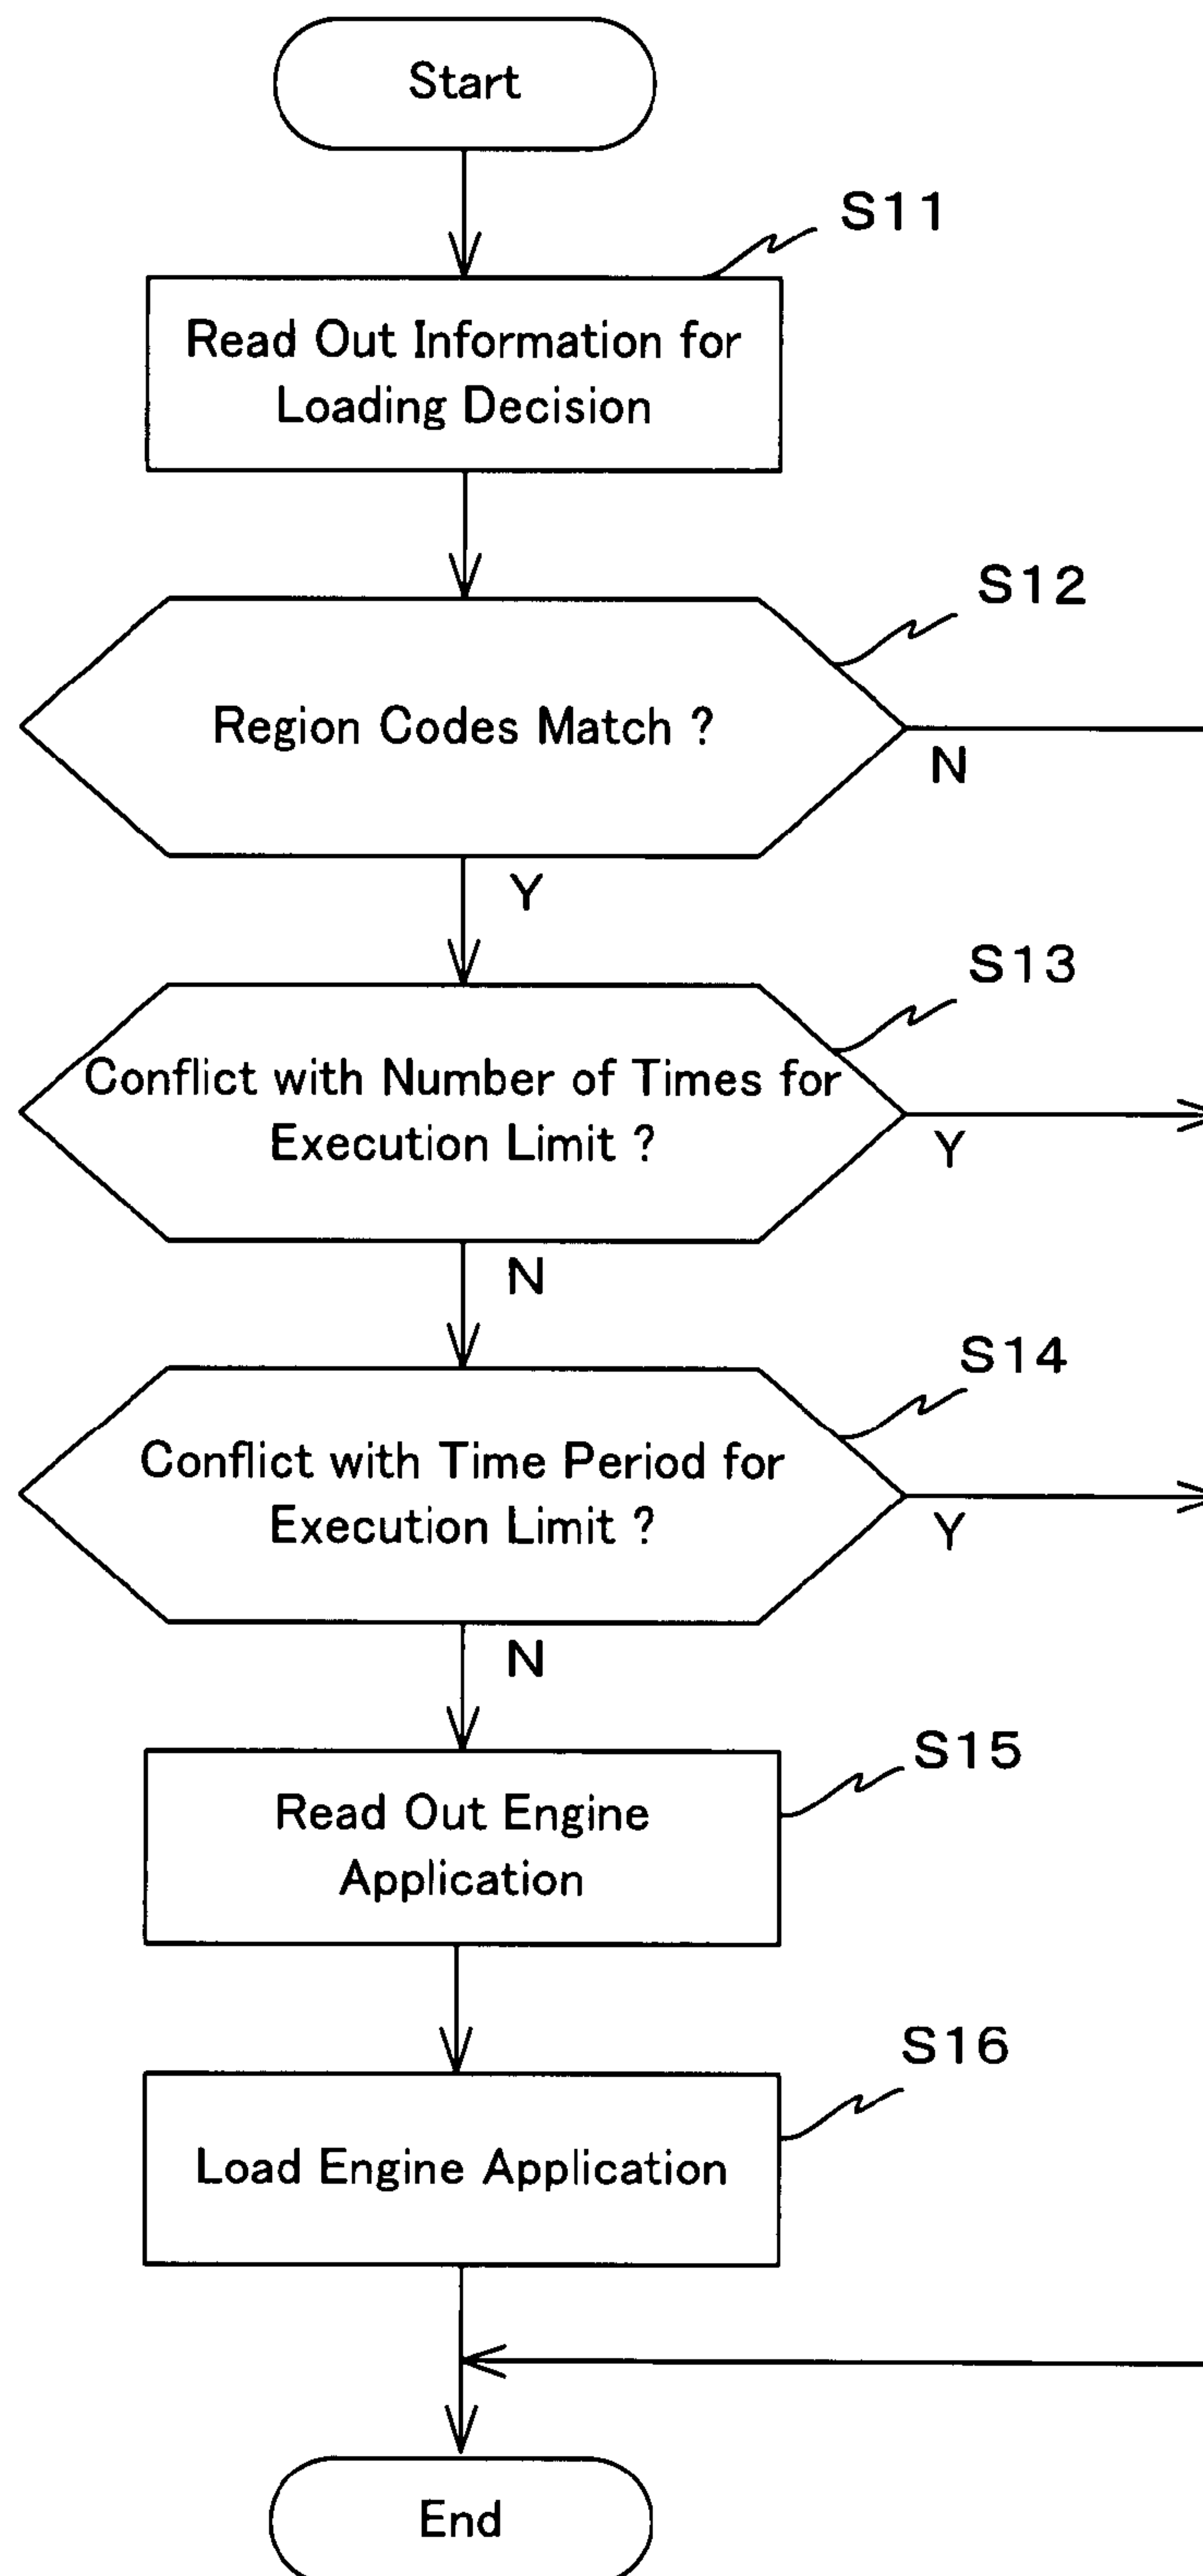 Start
S11
Read Out Information for
Loading Decision
S12
Region Codes Match ?
N
Y
S13
Conflict with Number of Times for
Execution Limit ?
Y
N
S14
Conflict with Time Period for
Execution Limit ?
Y
N
S15
Read Out Engine
Application
S16
Load Engine Application
End